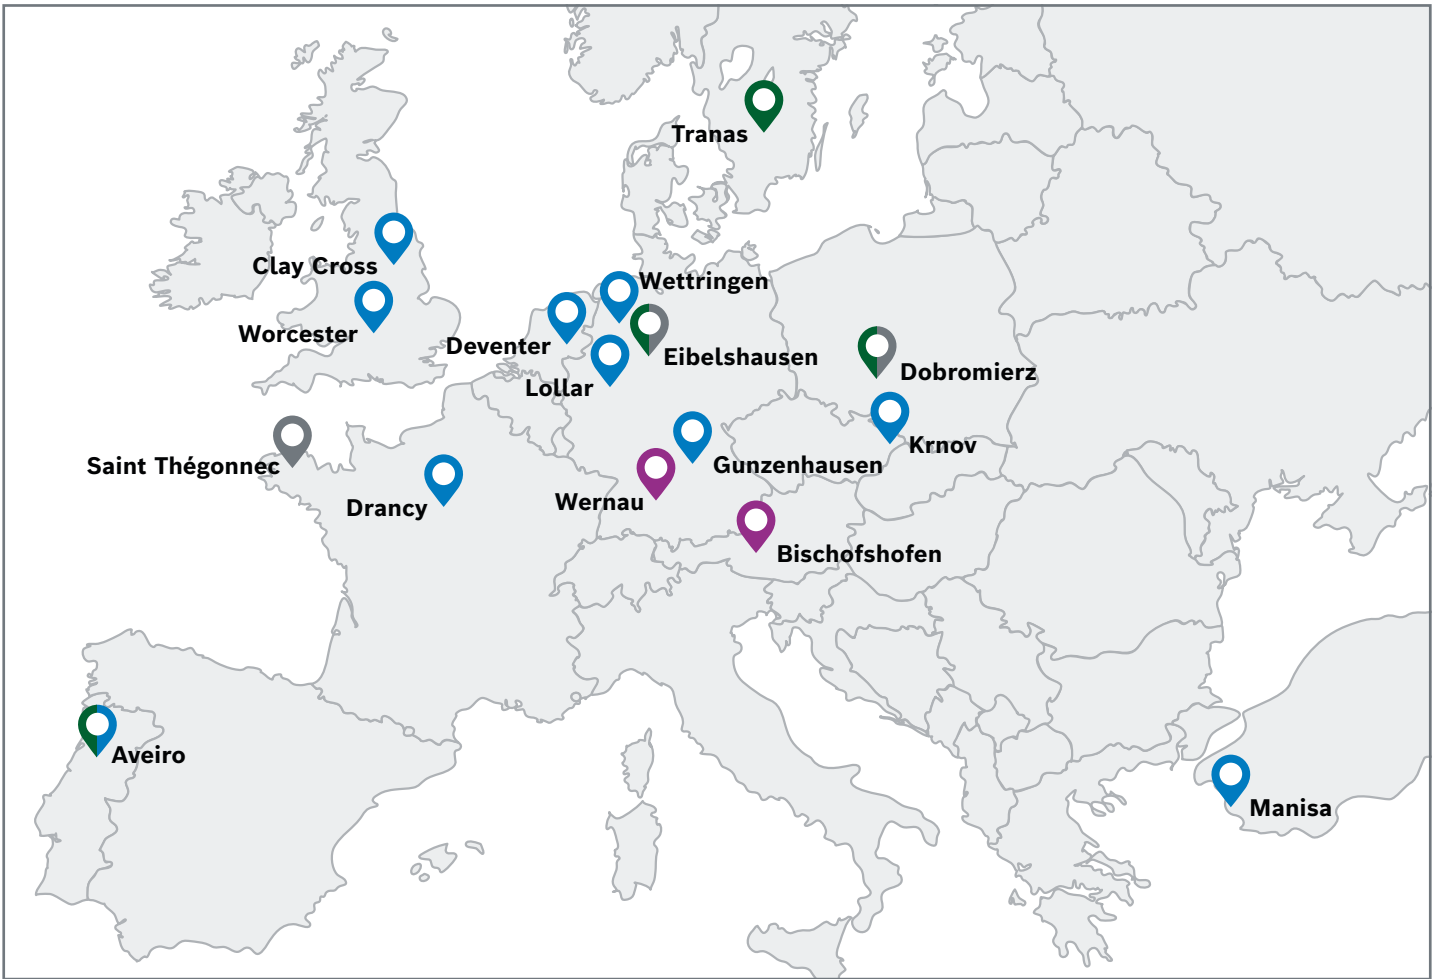 Tranas
Clay Cross
Wettringen
Worcester
Deventer
Eibelshausen
Dobromierz
Lollar
Krnov
Saint Thégonnec
Gunzenhausen
Wernau
Drancy
Bischofshofen
Aveiro
Manisa